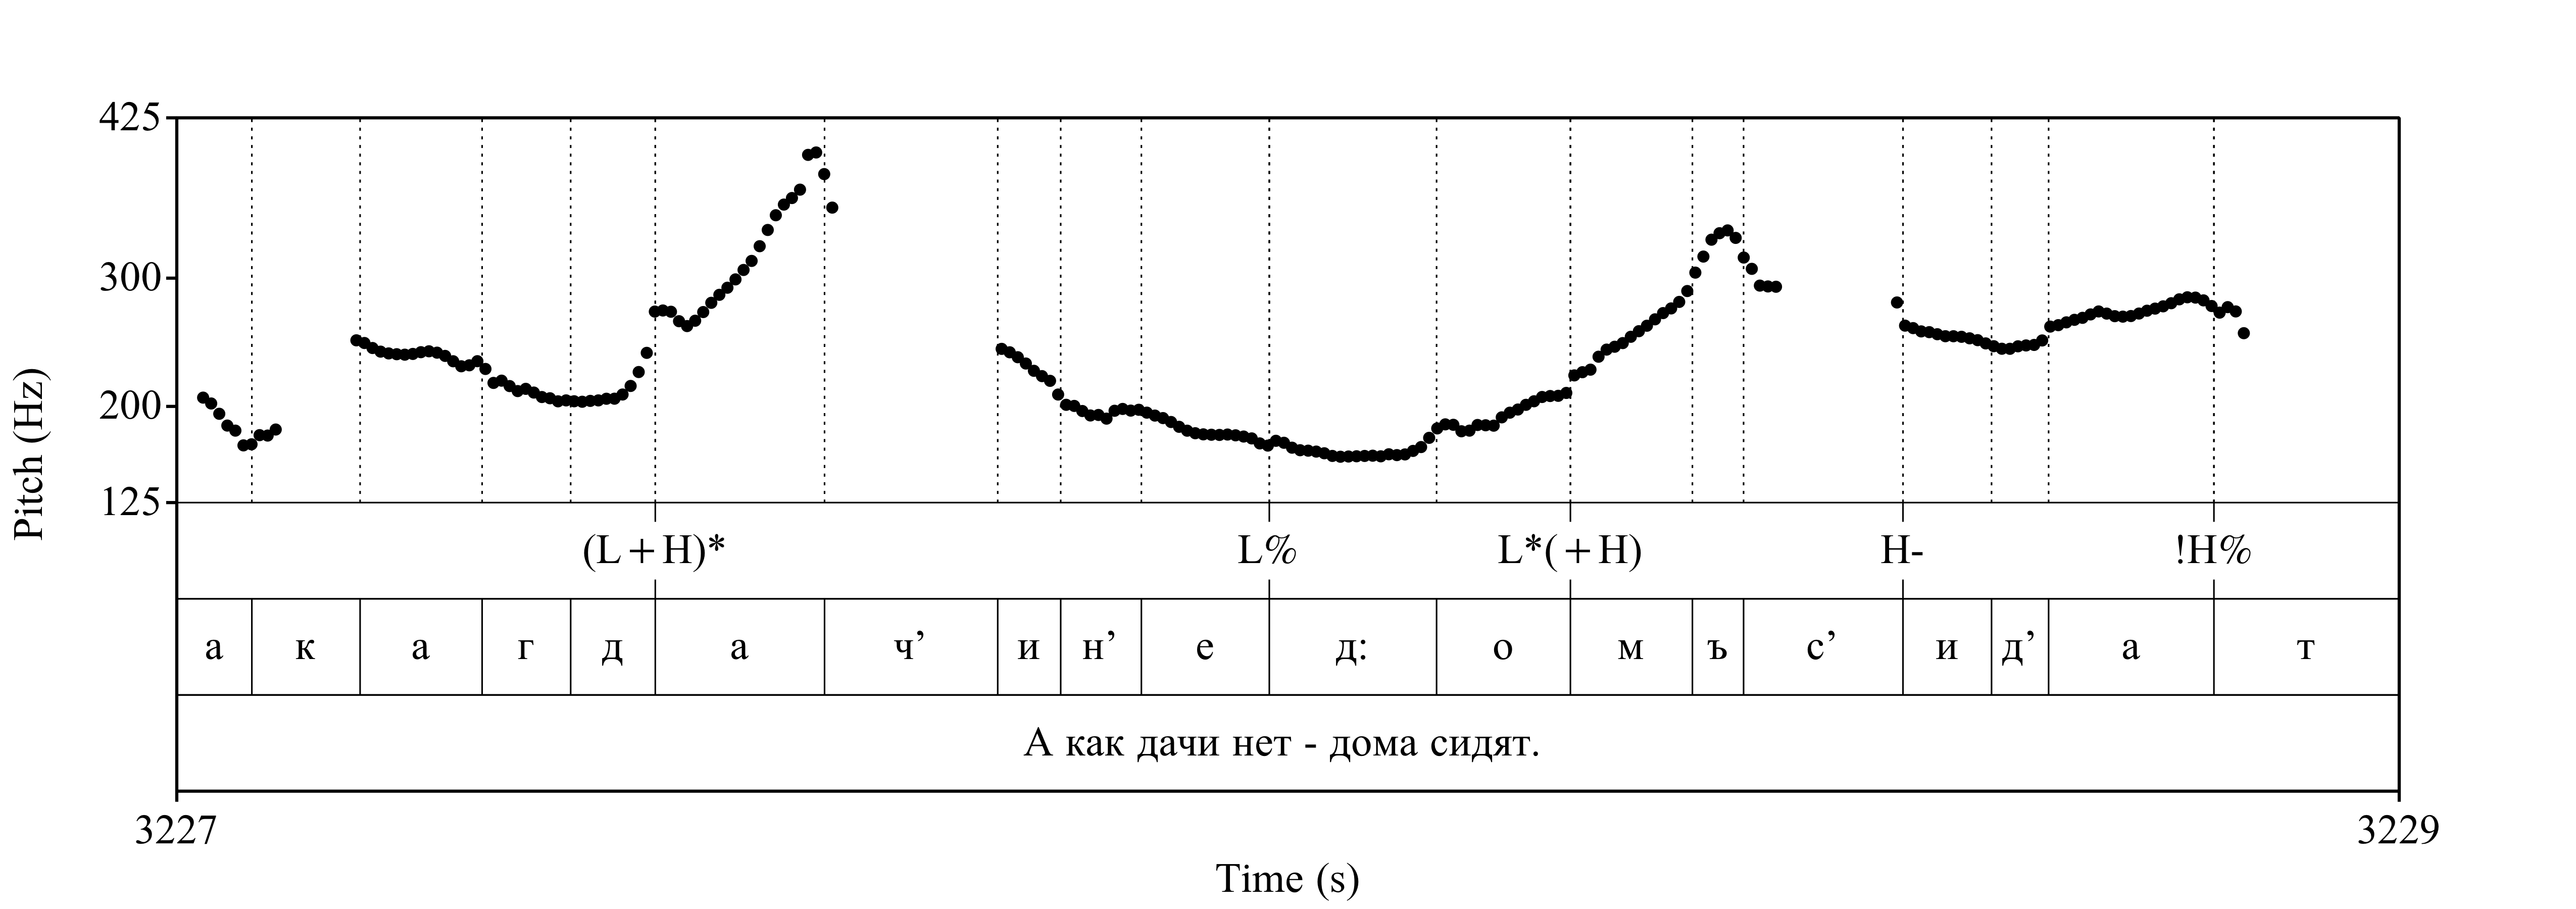 425
300
200
125
Pitch (Hz)
(L+H)* L% L*(+H) H- !H%
а к а г д а ч’ и н’ е д: о м ъ с’ и д’ а т
А как дачи нет - дома сидят.
3227 3229
Time (s)